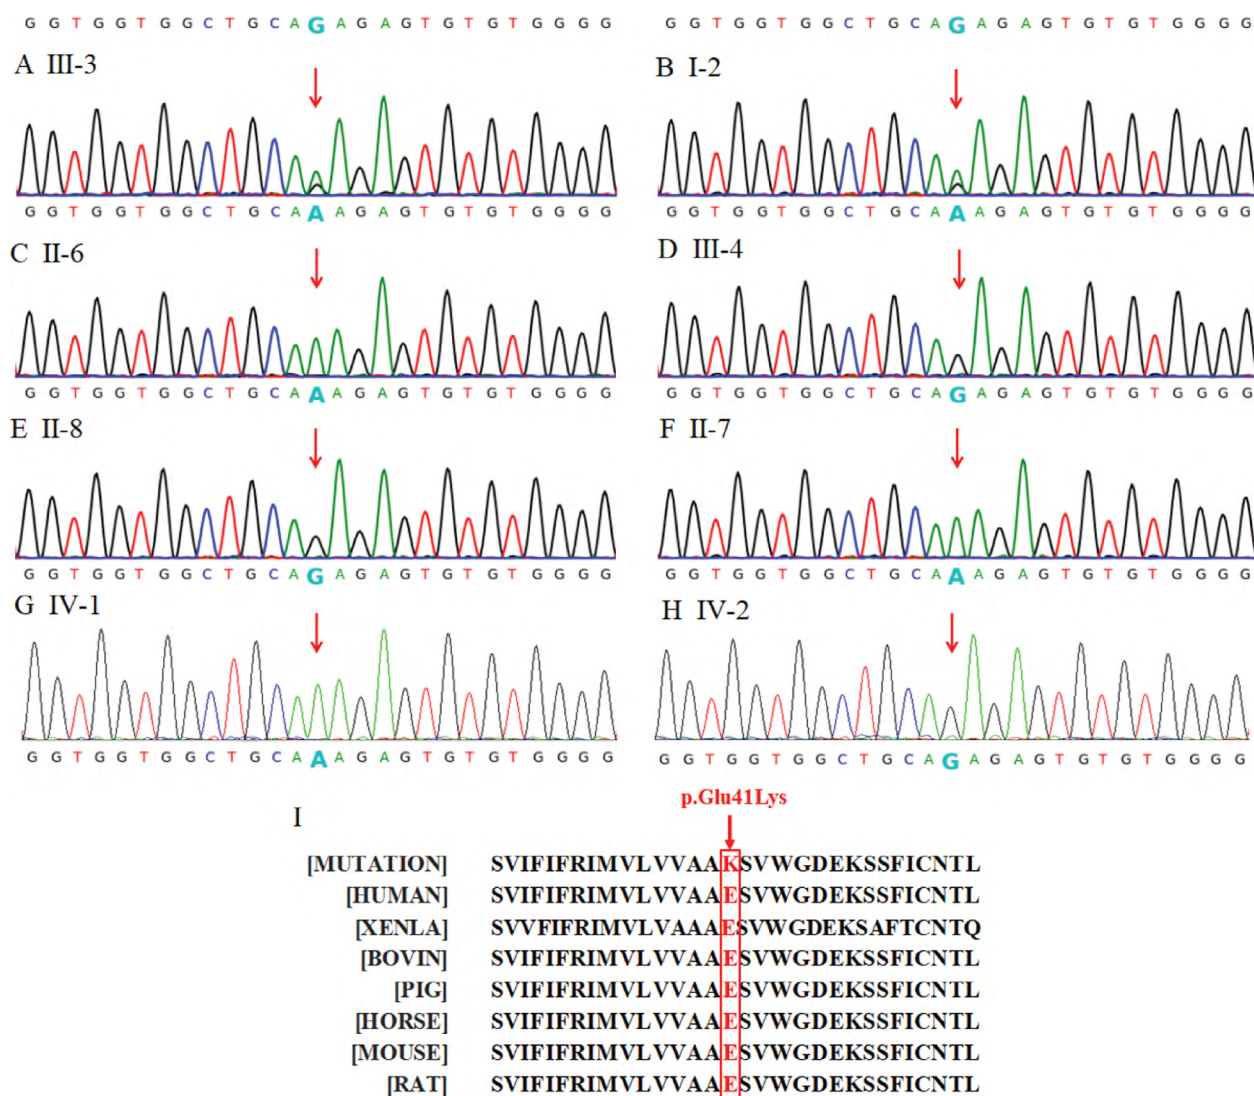 G G T G G T G G C T G C A G A G A G T G T G T G G G G
G G T G G T G G C T G C A G A G A G T G T G T G G G G
A III-3
B I-2
G G T G G T G G C T G C A A A G A G T G T G T G G G G
G G T G G T G G C T G C A A A G A G T G T G T G G G G
C II-6
D III-4
G G T G G T G G C T G C A A A G A G T G T G T G G G G
G G T G G T G G C T G C A G A G A G T G T G T G G G G
E II-8
F II-7
G G T G G T G G C T G C A G A G A G T G T G T G G G G
G G T G G T G G C T G C A A A G A G T G T G T G G G G
G IV-1
H IV-2
G G T G G T G G C T G C A A A G A G T G T G T G G G G
G G T G G T G G C T G C A G A G A G T G T G T G G G G
p.Glu41Lys
I
[MUTATION] SVIFIFRIMVLVVAAKSVWGDEKSSFICNTL
[HUMAN] SVIFIFRIMVLVVAAESVWGDEKSSFICNTL
[XENLA] SVVFIFRIMVLVAAAESVWGDEKSAFTCNTQ
[BOVIN] SVIFIFRIMVLVVAAESVWGDEKSSFICNTL
[PIG] SVIFIFRIMVLVVAAESVWGDEKSSFICNTL
[HORSE] SVIFIFRIMVLVVAAESVWGDEKSSFICNTL
[MOUSE] SVIFIFRIMVLVVAAESVWGDEKSSFICNTL
[RAT] SVIFIFRIMVLVVAAESVWGDEKSSFICNTL